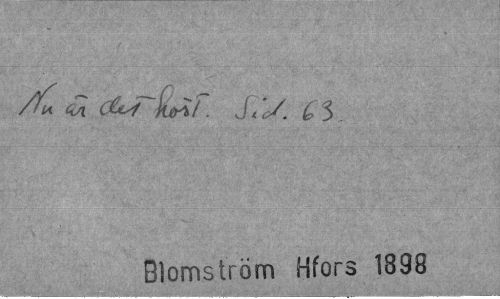 Nu är det höst. Sid. 63.
Blomström Hfors 1898